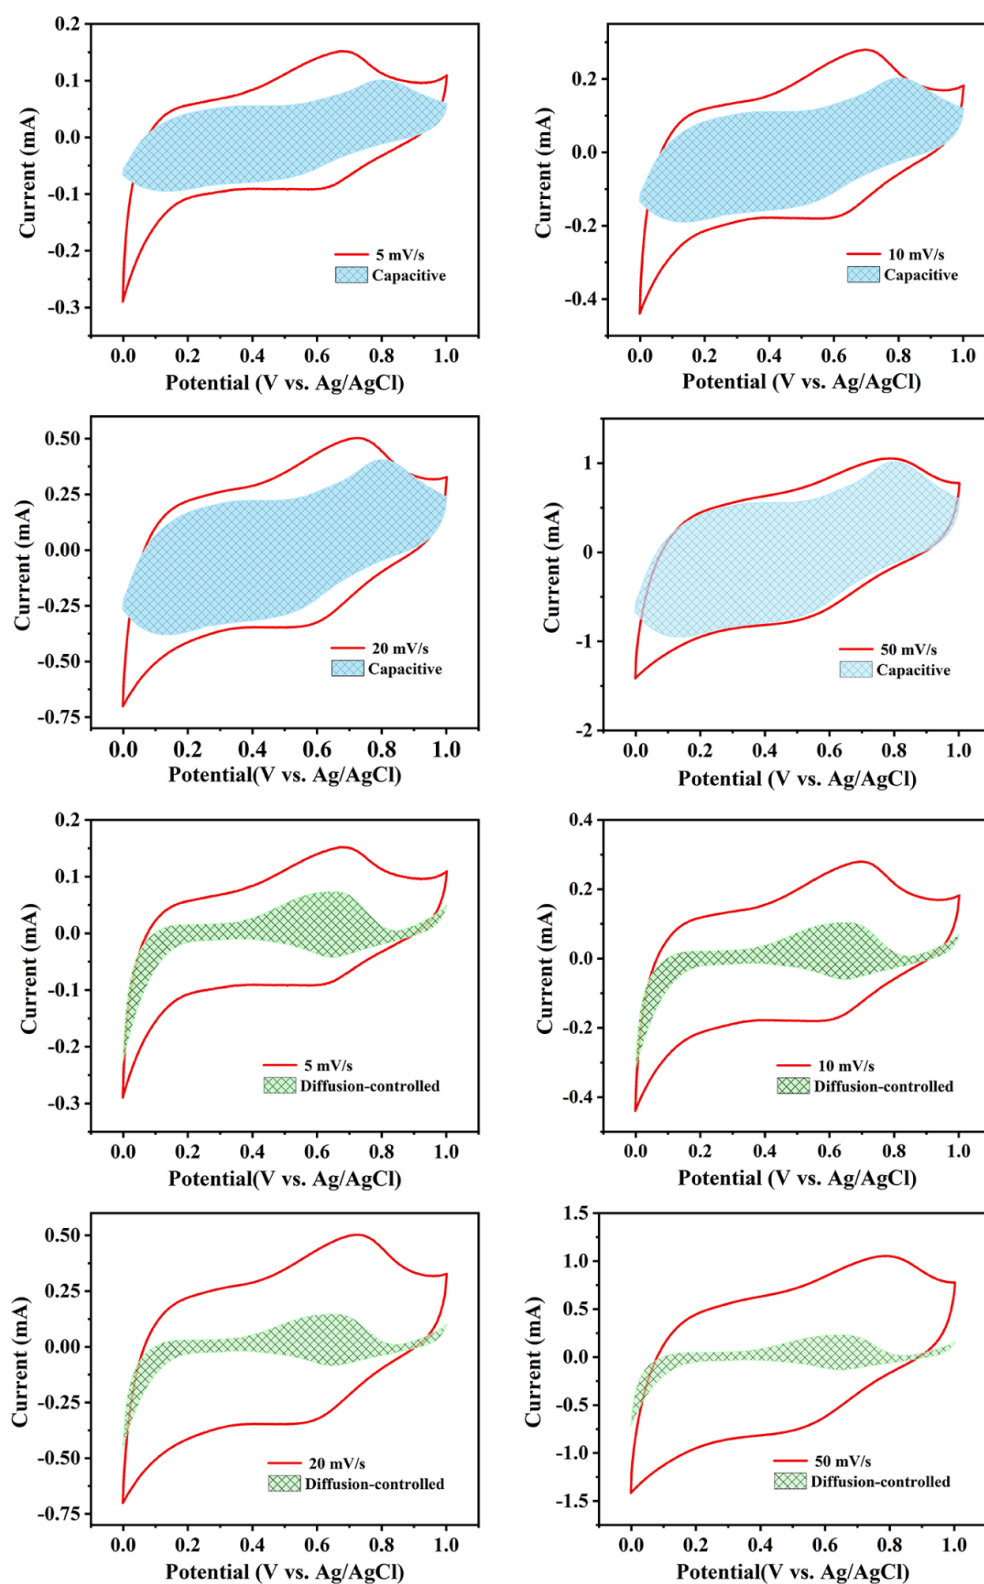 0.2
0.1
0.0
-0.1
-0.2
-0.3
Current (mA)
5 mV/s
Capacitive
0.0 0.2 0.4 0.6 0.8 1.0
Potential (V vs. Ag/AgCl)
0.2
0.0
-0.2
-0.4
Current (mA)
10 mV/s
Capacitive
0.0 0.2 0.4 0.6 0.8 1.0
Potential (V vs. Ag/AgCl)
0.50
0.25
0.00
-0.25
-0.50
-0.75
Current (mA)
20 mV/s
Capacitive
0.0 0.2 0.4 0.6 0.8 1.0
Potential(V vs. Ag/AgCl)
1
0
-1
-2
Current (mA)
50 mV/s
Capacitive
0.0 0.2 0.4 0.6 0.8 1.0
Potential (V vs. Ag/AgCl)
0.2
0.1
0.0
-0.1
-0.2
-0.3
Current (mA)
5 mV/s
Diffusion-controlled
0.0 0.2 0.4 0.6 0.8 1.0
Potential(V vs. Ag/AgCl)
0.4
0.2
0.0
-0.2
-0.4
Current (mA)
10 mV/s
Diffusion-controlled
0.0 0.2 0.4 0.6 0.8 1.0
Potential (V vs. Ag/AgCl)
0.50
0.25
0.00
-0.25
-0.50
-0.75
Current (mA)
20 mV/s
Diffusion-controlled
0.0 0.2 0.4 0.6 0.8 1.0
Potential (V vs. Ag/AgCl)
1.5
1.0
0.5
0.0
-0.5
-1.0
-1.5
Current (mA)
50 mV/s
Diffusion-controlled
0.0 0.2 0.4 0.6 0.8 1.0
Potential(V vs. Ag/AgCl)